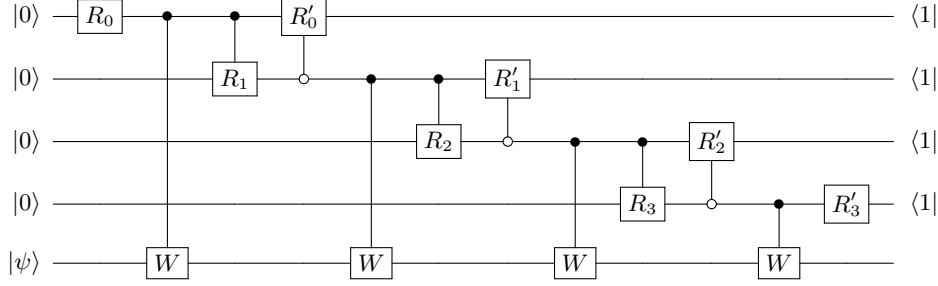 |0⟩ R₀ R′₀ ⟨1|
|0⟩ R₁ R′₁ ⟨1|
|0⟩ R₂ R′₂ ⟨1|
|0⟩ R₃ R′₃ ⟨1|
|ψ⟩ W W W W